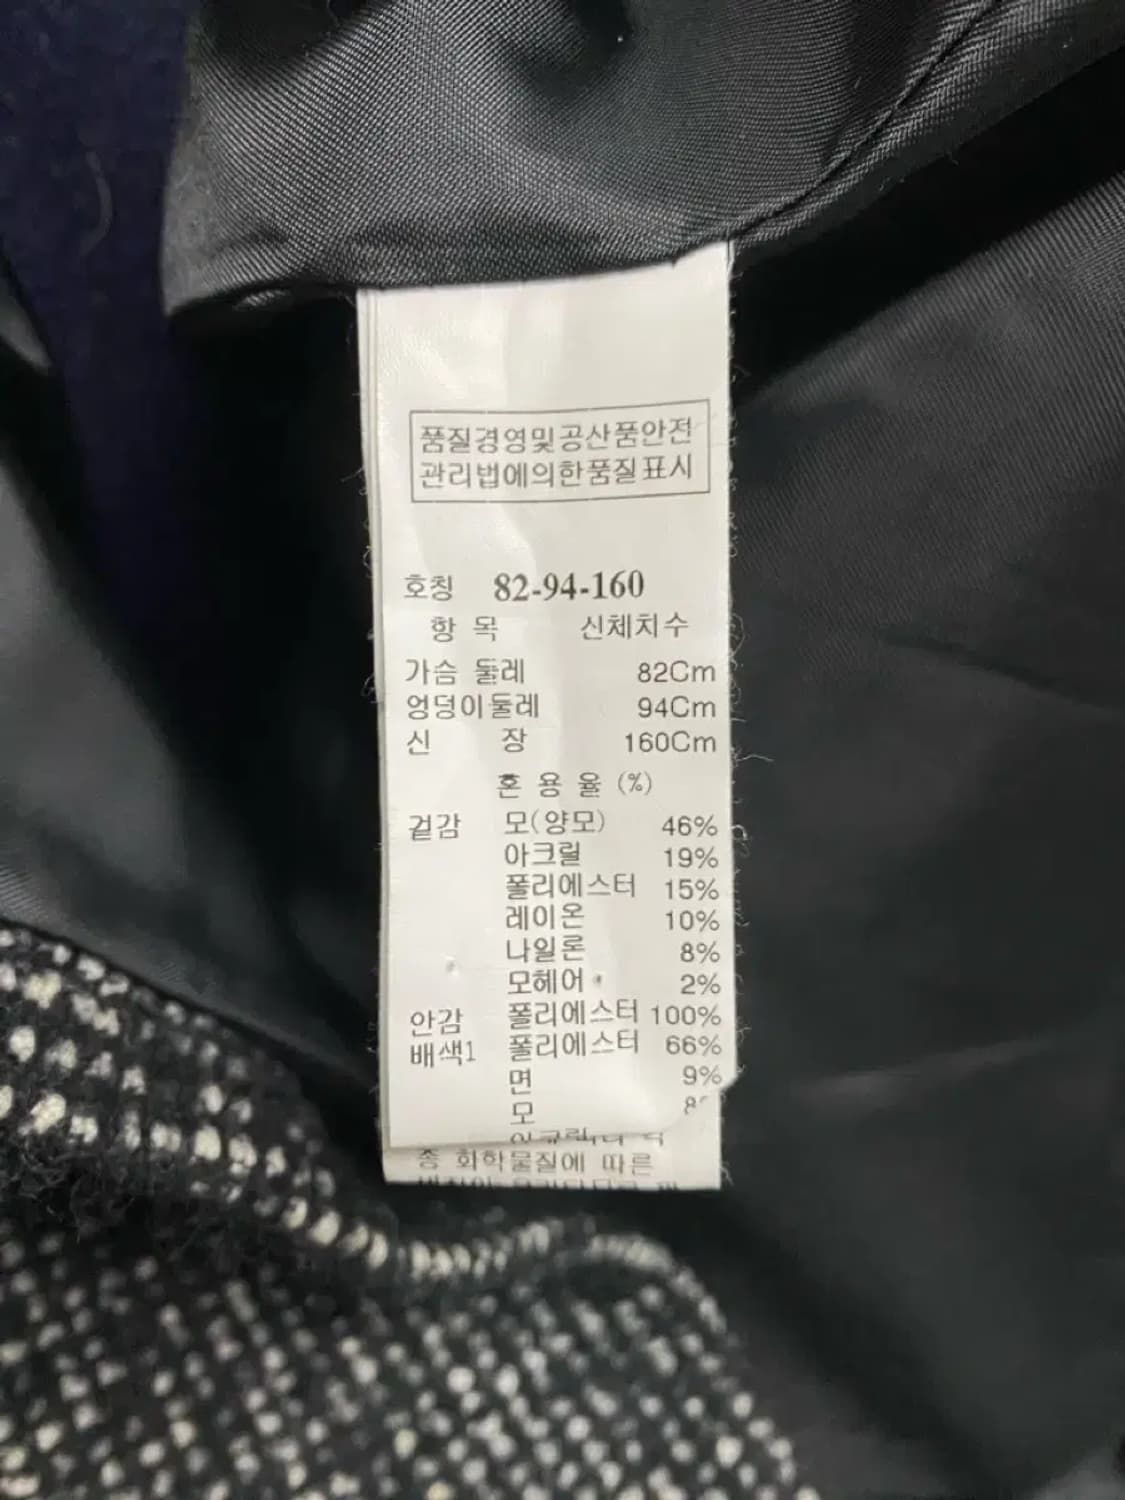 품질경영및공산품안전
관리법에의한품질표시
호칭 82-94-160
항 목 신체치수
가슴 둘레 82Cm
엉덩이둘레 94Cm
신 장 160Cm
혼 용 율 (%)
겉감 모(양모) 46%
아크릴 19%
폴리에스터 15%
레이온 10%
나일론 8%
모헤어 2%
안감 폴리에스터 100%
배색1 폴리에스터 66%
면 9%
모
종 화학물질에 따른